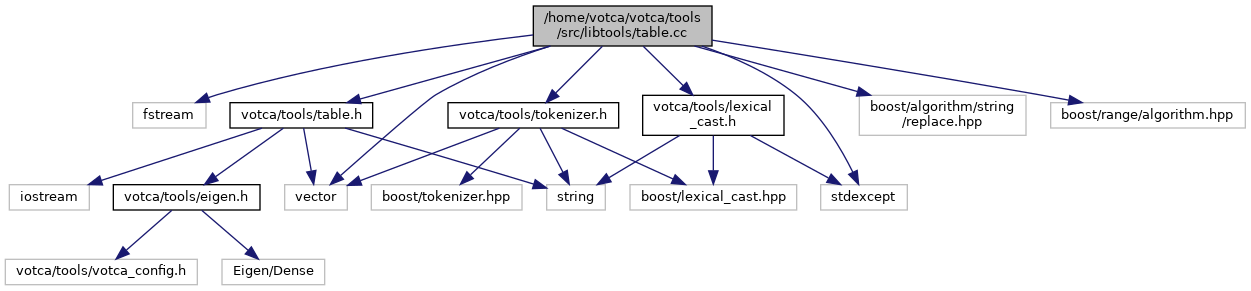 /home/votca/votca/tools
/src/libtools/table.cc
fstream
votca/tools/table.h
votca/tools/tokenizer.h
votca/tools/lexical
_cast.h
boost/algorithm/string
/replace.hpp
boost/range/algorithm.hpp
iostream
votca/tools/eigen.h
vector
boost/tokenizer.hpp
string
boost/lexical_cast.hpp
stdexcept
votca/tools/votca_config.h
Eigen/Dense